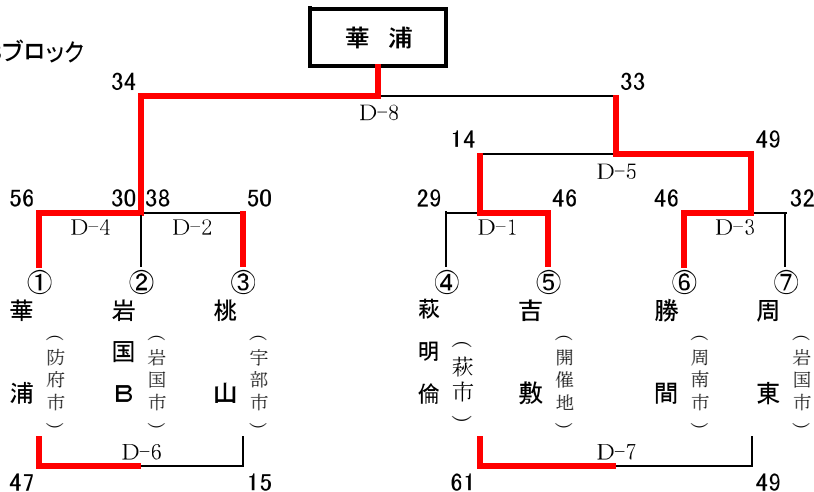 華浦
ブロック
34
33
D-8
14
49
D-5
56
30
38
50
29
46
46
32
D-4
D-2
D-1
D-3
①
②
③
④
⑤
⑥
⑦
華浦
(防府市)
岩国B
(岩国市)
桃山
(宇部市)
萩明倫
(萩市)
吉敷
(開催地)
勝間
(周南市)
周東
(岩国市)
D-6
D-7
47
15
61
49